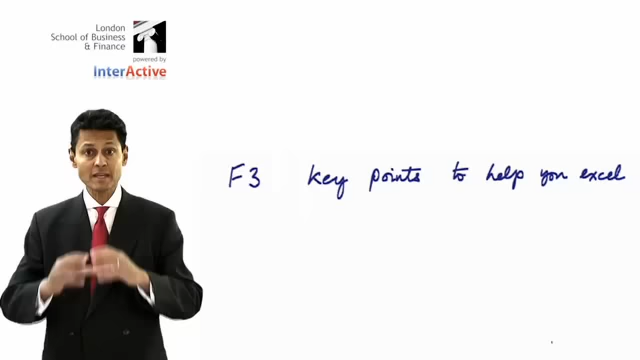 London
School of Business
& Finance
powered by
InterActive
F3 key points to help you excel